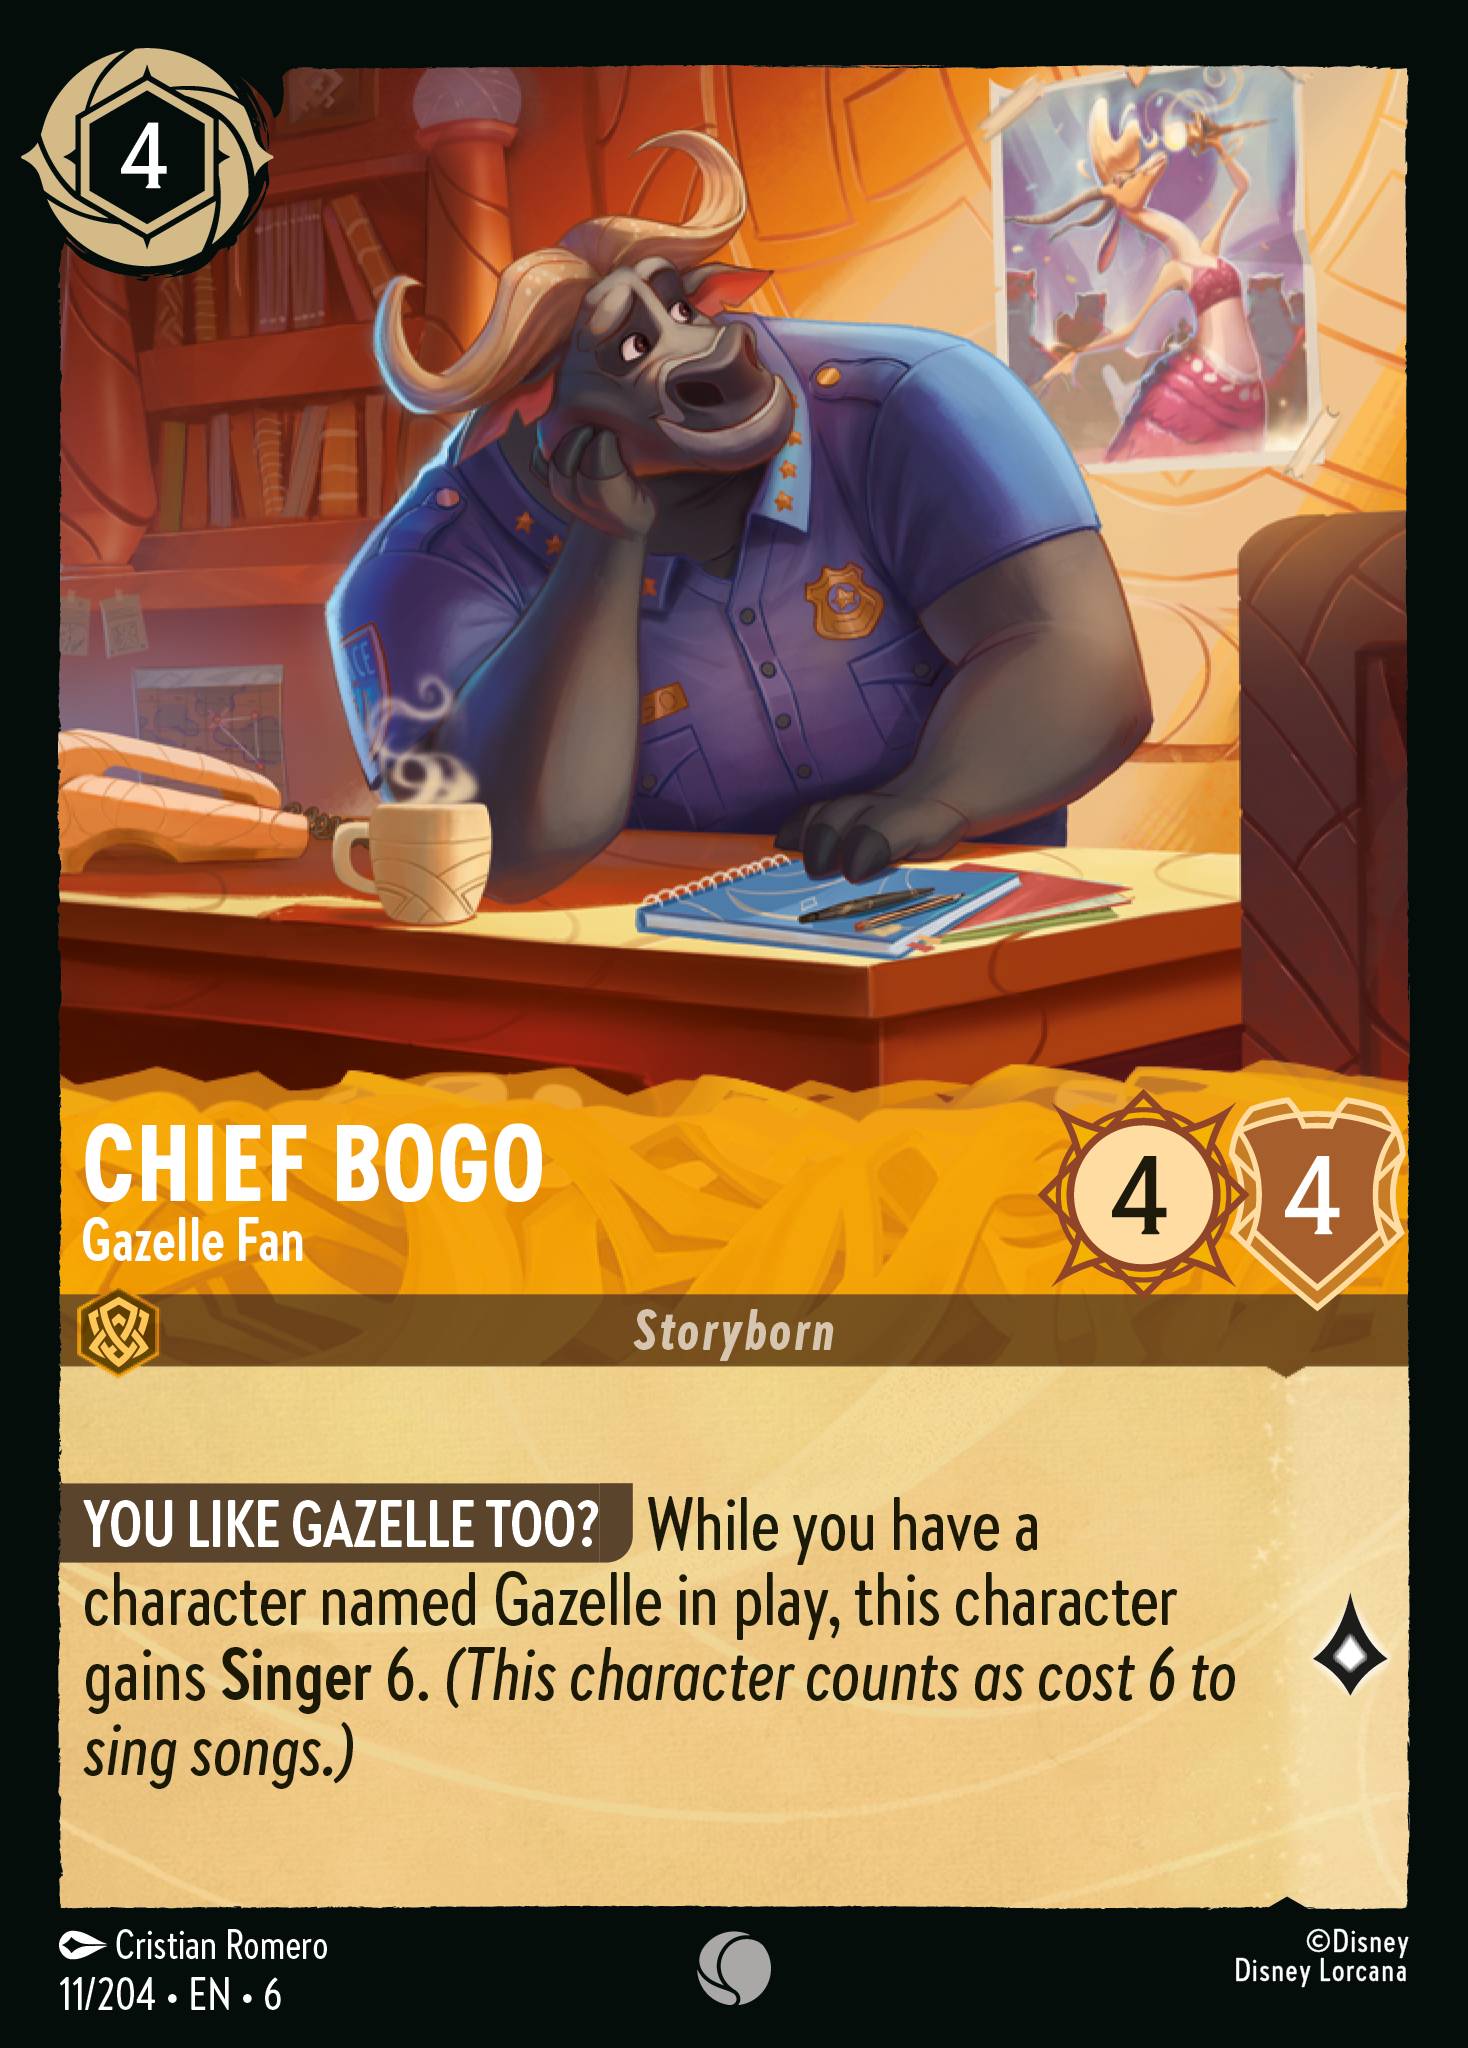 4
CHIEF BOGO
Gazelle Fan
4
4
Storyborn
YOU LIKE GAZELLE TOO? While you have a
character named Gazelle in play, this character
gains Singer 6. (This character counts as cost 6 to
sing songs.)
Cristian Romero
11/204 • EN • 6
©Disney
Disney Lorcana